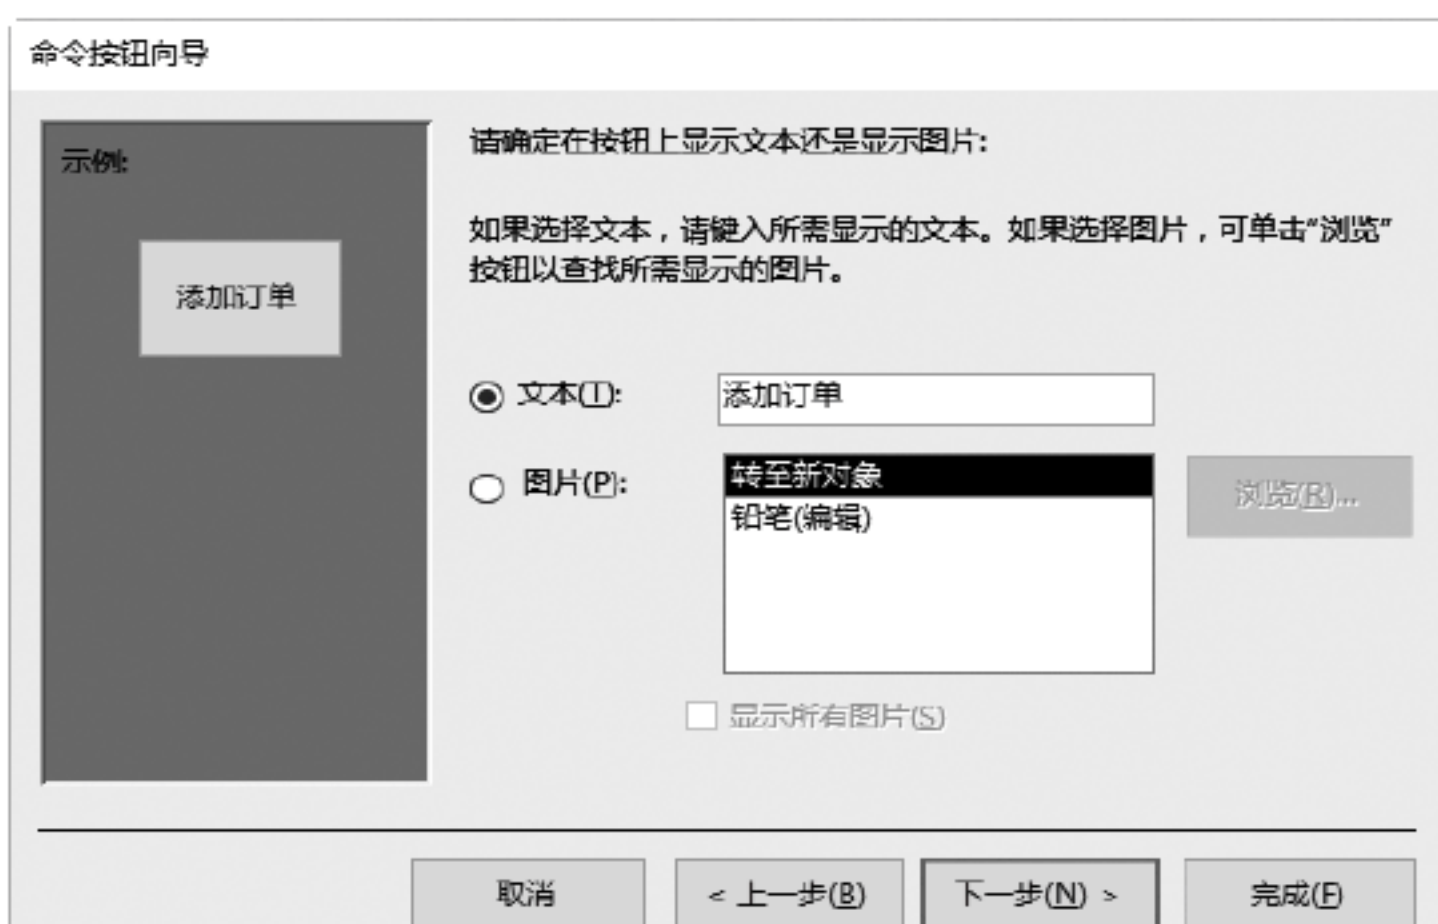 命令按钮向导
示例:
添加订单
请确定在按钮上显示文本还是显示图片:
如果选择文本，请键入所需显示的文本。如果选择图片，可单击“浏览”
按钮以查找所需显示的图片。
文本(T):
添加订单
图片(P):
转至新对象
铅笔(编辑)
浏览(R)...
显示所有图片(S)
取消
< 上一步(B)
下一步(N) >
完成(F)